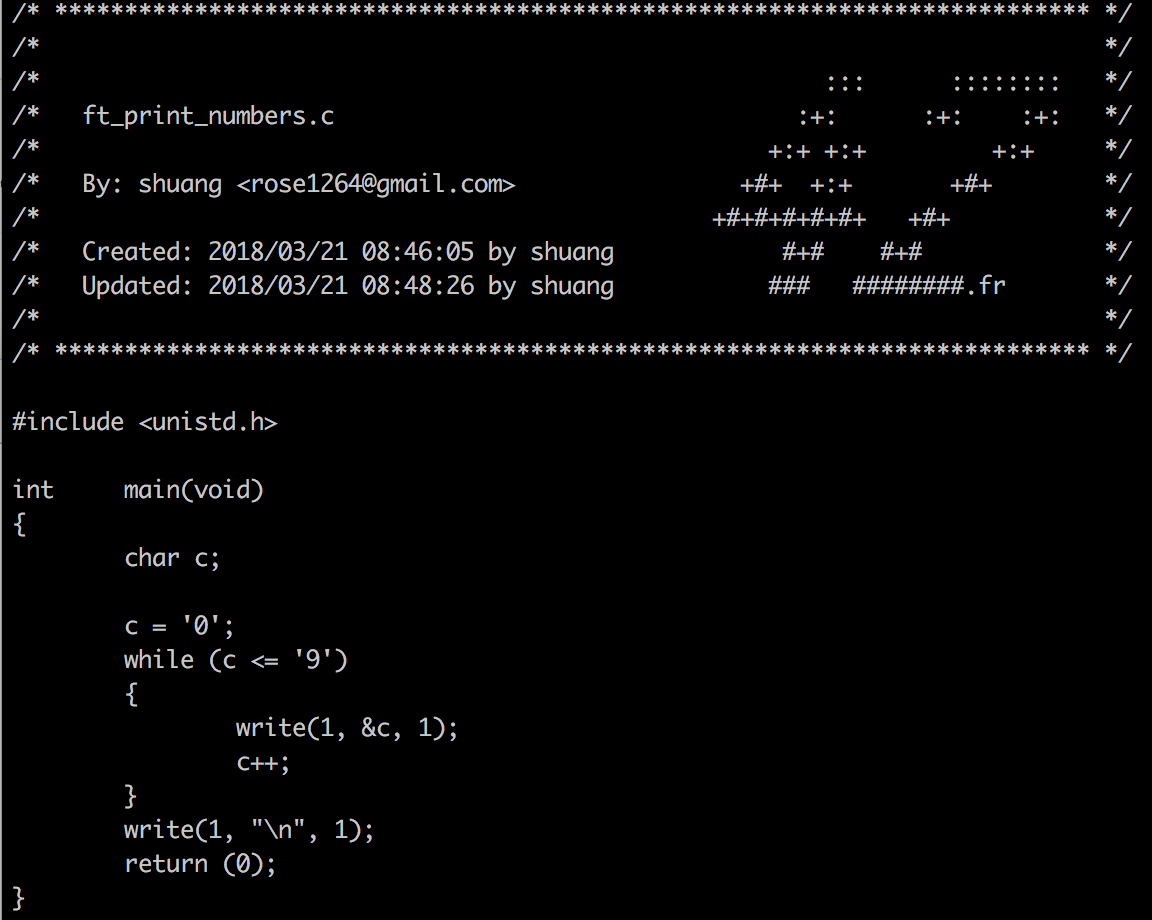 /* ************************************************************************** */
/*                                                                            */
/*                                                        :::      ::::::::   */
/*   ft_print_numbers.c                                 :+:      :+:    :+:   */
/*                                                    +:+ +:+         +:+     */
/*   By: shuang <rose1264@gmail.com>                +#+  +:+       +#+        */
/*                                                +#+#+#+#+#+   +#+           */
/*   Created: 2018/03/21 08:46:05 by shuang            #+#    #+#             */
/*   Updated: 2018/03/21 08:48:26 by shuang           ###   ########.fr       */
/*                                                                            */
/* ************************************************************************** */

#include <unistd.h>

int     main(void)
{
        char c;

        c = '0';
        while (c <= '9')
        {
                write(1, &c, 1);
                c++;
        }
        write(1, "\n", 1);
        return (0);
}